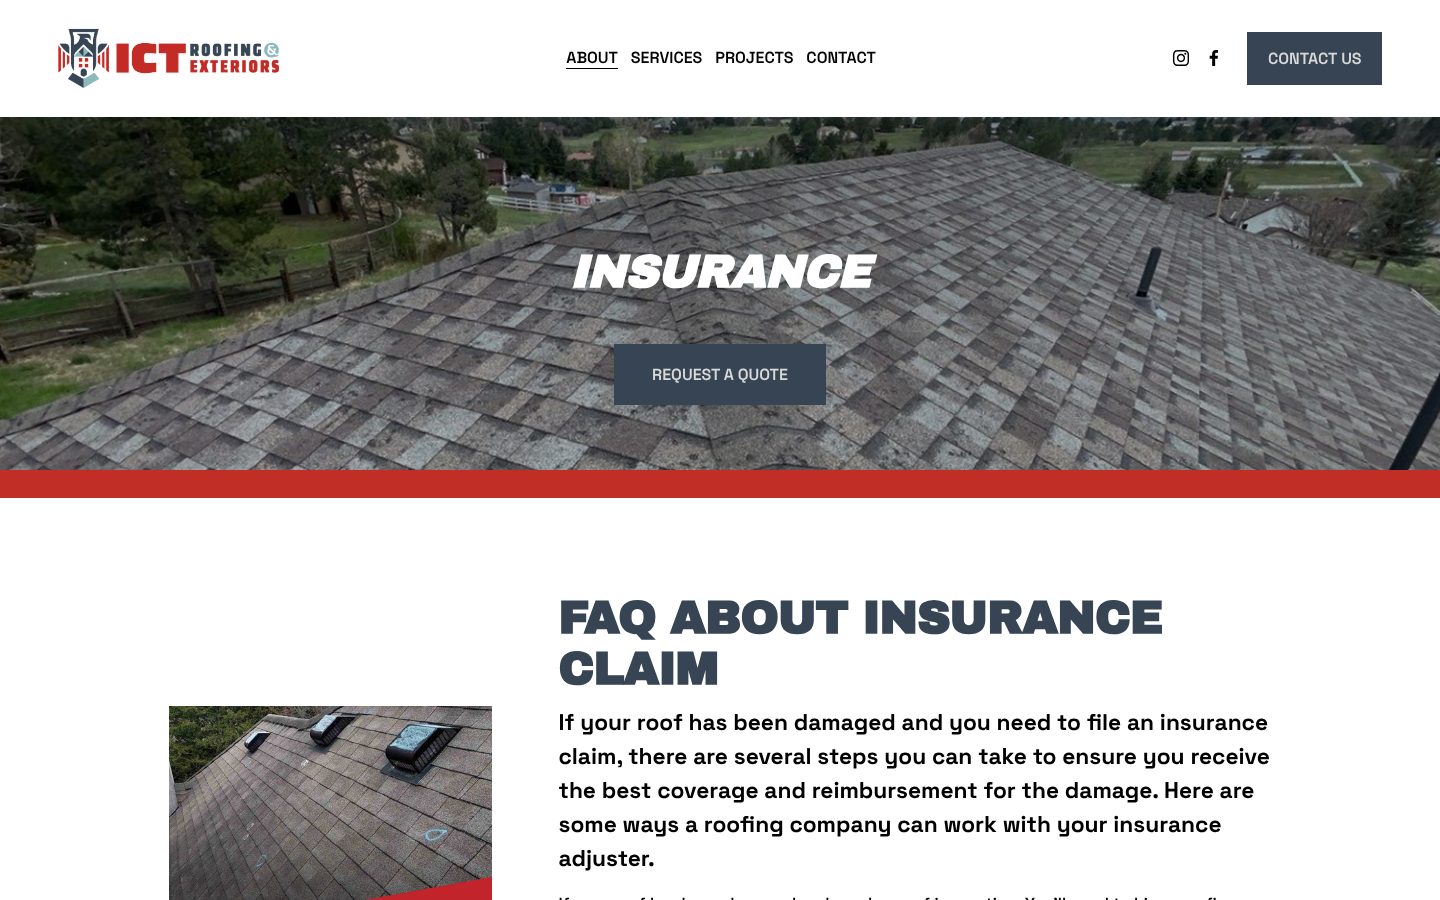 ICT ROOFING &
EXTERIORS
ABOUT SERVICES PROJECTS CONTACT
CONTACT US
INSURANCE
REQUEST A QUOTE
FAQ ABOUT INSURANCE
CLAIM
If your roof has been damaged and you need to file an insurance
claim, there are several steps you can take to ensure you receive
the best coverage and reimbursement for the damage. Here are
some ways a roofing company can work with your insurance
adjuster.